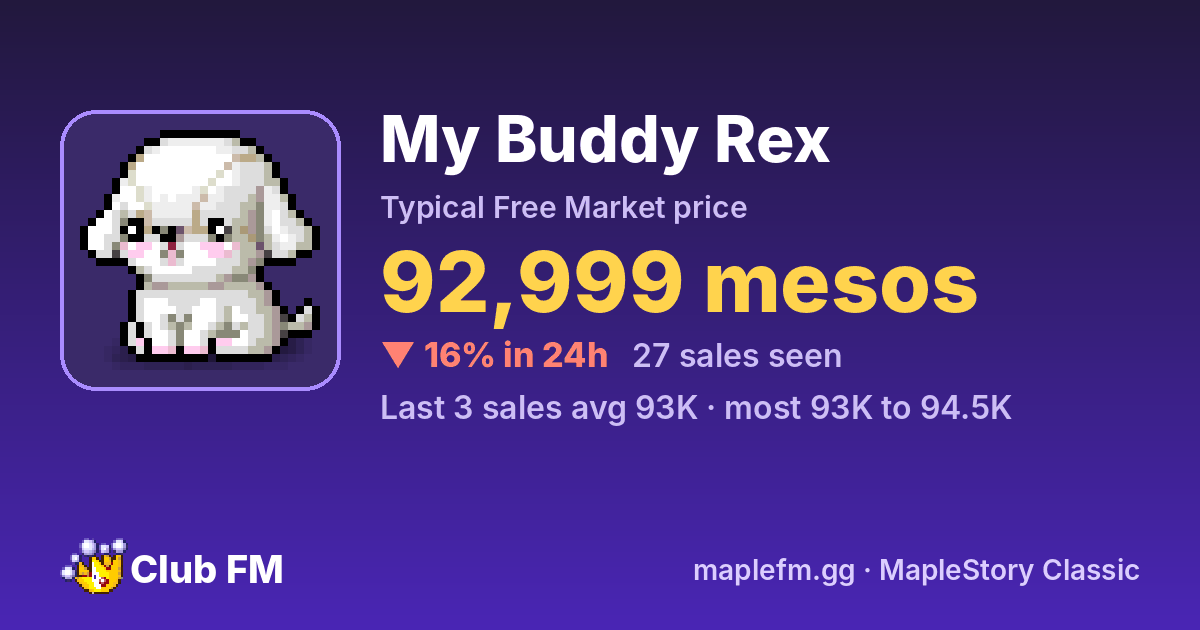 My Buddy Rex
Typical Free Market price
92,999 mesos
▼ 16% in 24h 27 sales seen
Last 3 sales avg 93K · most 93K to 94.5K
Club FM
maplefm.gg · MapleStory Classic